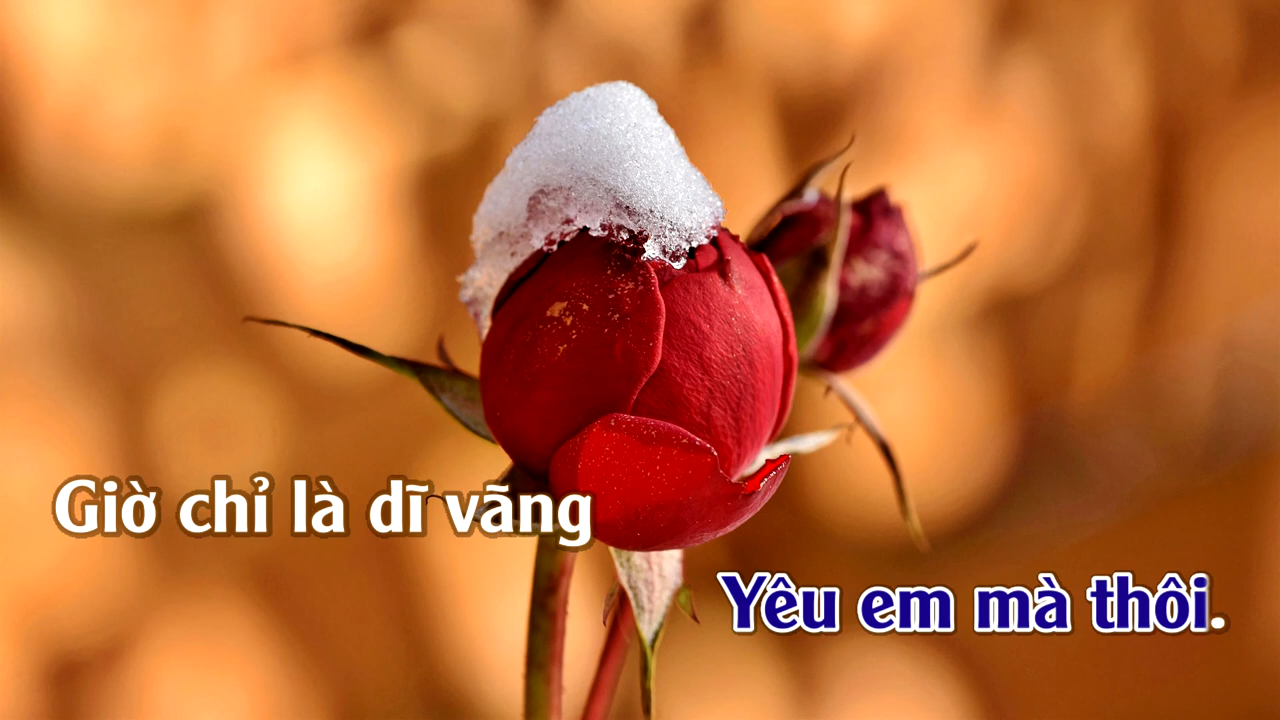 Giờ chỉ là dĩ vãng
Yêu em mà thôi.